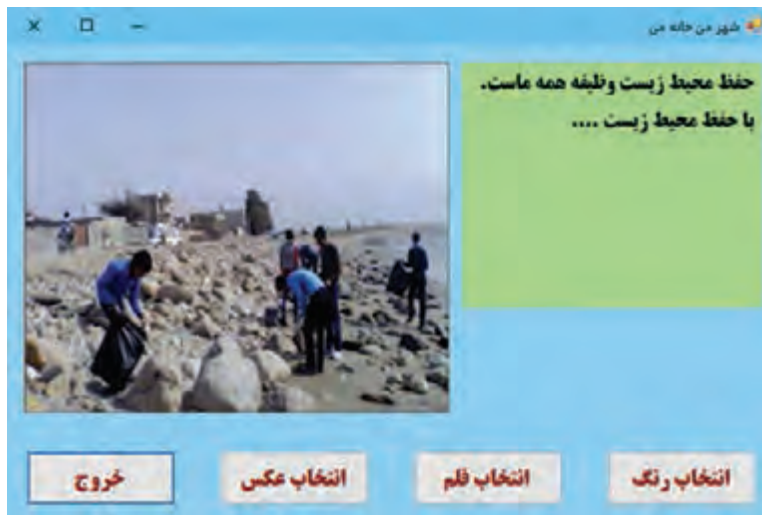 شهر من خانه من
حفظ محیط زیست وظیفه همه ماست.
با حفظ محیط زیست ....
انتخاب رنگ
انتخاب قلم
انتخاب عکس
خروج